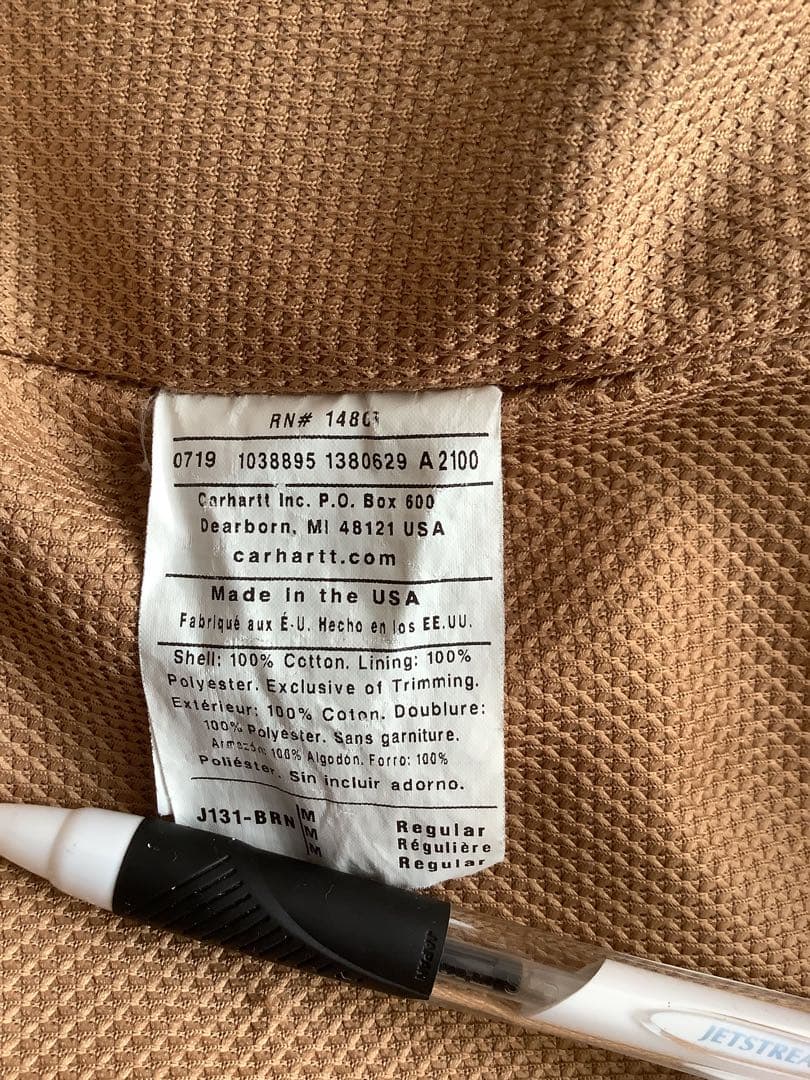 RN# 14806
0719 1038895 1380629 A 2100
Carhartt Inc. P.O. Box 600
Dearborn, MI 48121 USA
carhartt.com
Made in the USA
Fabriqué aux É-U. Hecho en los EE.UU.
Shell: 100% Cotton. Lining: 100%
Polyester. Exclusive of Trimming.
Extérieur: 100% Coton. Doublure:
100% Polyester. Sans garniture.
Armazón: 100% Algodón. Forro: 100%
Poliéster. Sin incluir adorno.
J131-BRN M Regular
M Régulière
M Regular
JAPAN